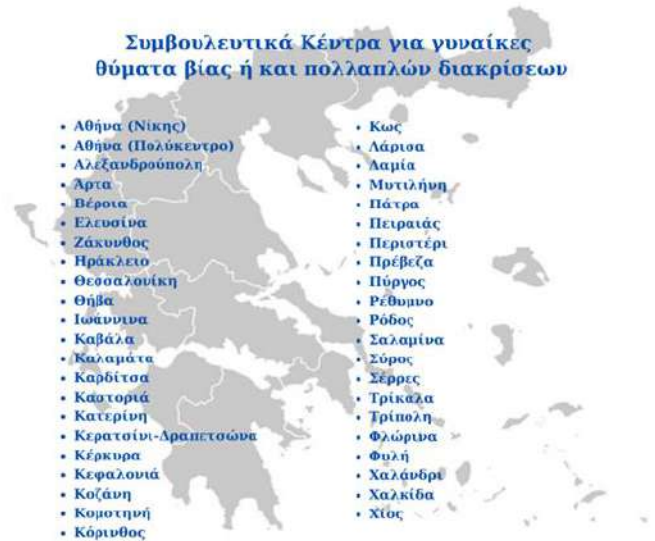 Συμβουλευτικά Κέντρα για γυναίκες
θύματα βίας ή και πολλαπλών διακρίσεων
• Αθήνα (Νίκης)
• Αθήνα (Πολύκεντρο)
• Αλεξανδρούπολη
• Άρτα
• Βέροια
• Ελευσίνα
• Ζάκυνθος
• Ηράκλειο
• Θεσσαλονίκη
• Θήβα
• Ιωάννινα
• Καβάλα
• Καλαμάτα
• Καρδίτσα
• Καστοριά
• Κατερίνη
• Κερατσίνι-Δραπετσώνα
• Κέρκυρα
• Κεφαλονιά
• Κοζάνη
• Κομοτηνή
• Κόρινθος
• Κως
• Λάρισα
• Λαμία
• Μυτιλήνη
• Πάτρα
• Πειραιάς
• Περιστέρι
• Πρέβεζα
• Πύργος
• Ρέθυμνο
• Ρόδος
• Σαλαμίνα
• Σύρος
• Σέρρες
• Τρίκαλα
• Τρίπολη
• Φλώρινα
• Φυλή
• Χαλάνδρι
• Χαλκίδα
• Χίος